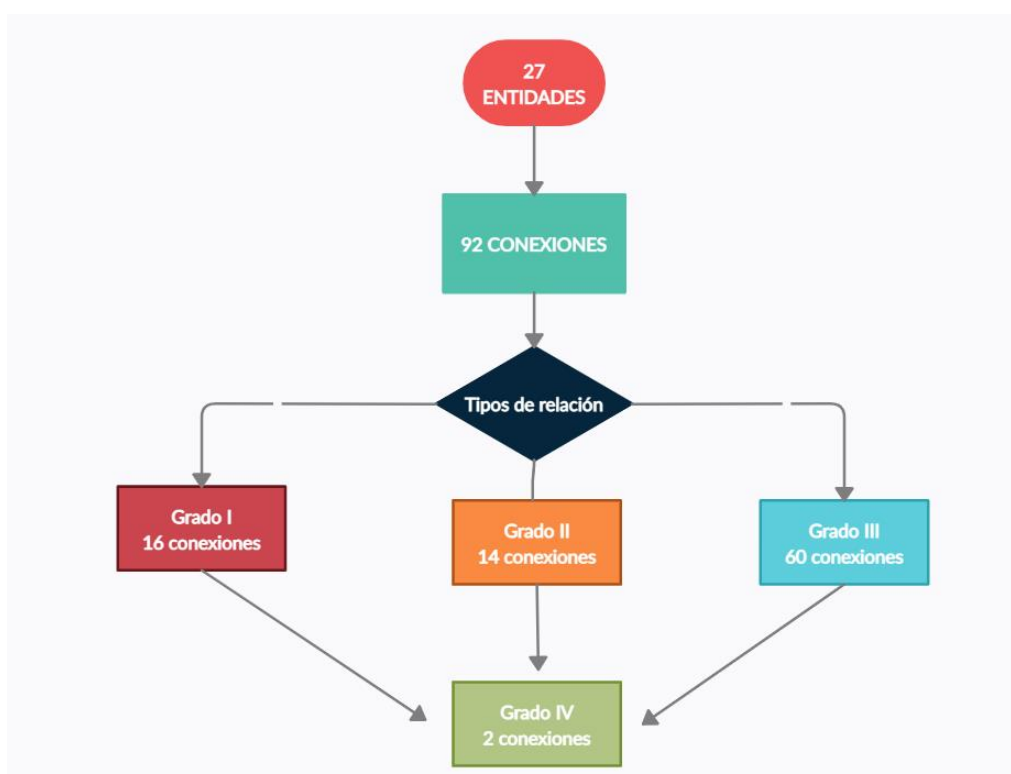 27
ENTIDADES
92 CONEXIONES
Tipos de relación
Grado I
16 conexiones
Grado II
14 conexiones
Grado III
60 conexiones
Grado IV
2 conexiones